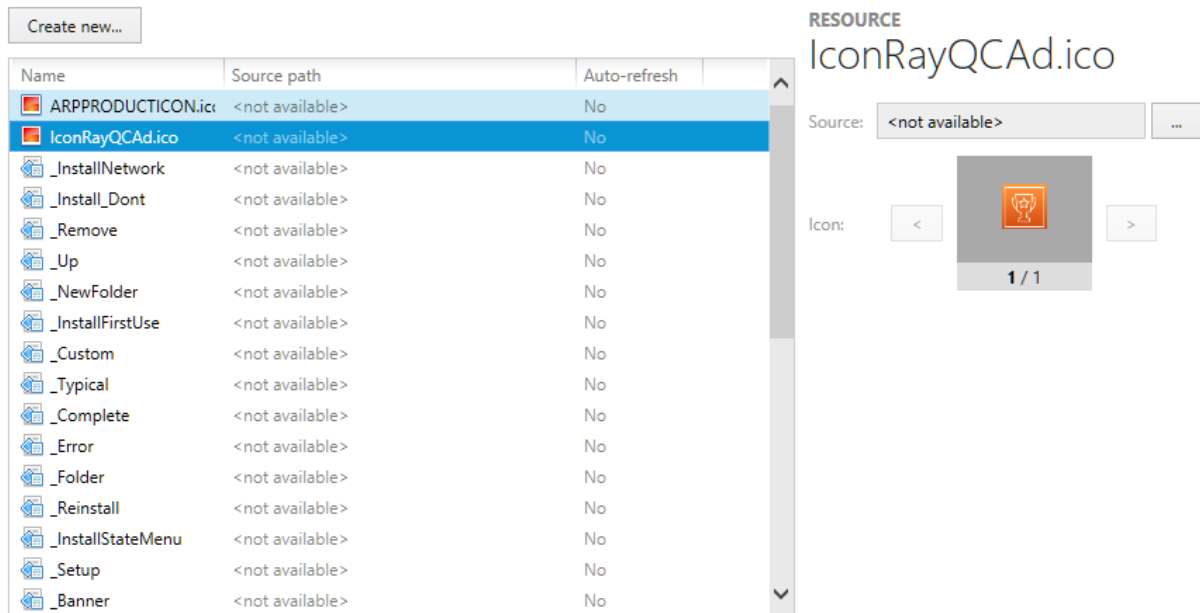 Create new...
Name Source path Auto-refresh
ARPPRODUCTICON.ico <not available> No
IconRayQCAd.ico <not available> No
_InstallNetwork <not available> No
_Install_Dont <not available> No
_Remove <not available> No
_Up <not available> No
_NewFolder <not available> No
_InstallFirstUse <not available> No
_Custom <not available> No
_Typical <not available> No
_Complete <not available> No
_Error <not available> No
_Folder <not available> No
_Reinstall <not available> No
_InstallStateMenu <not available> No
_Setup <not available> No
_Banner <not available> No
RESOURCE
IconRayQCAd.ico
Source: <not available> ...
Icon: < >
1 / 1